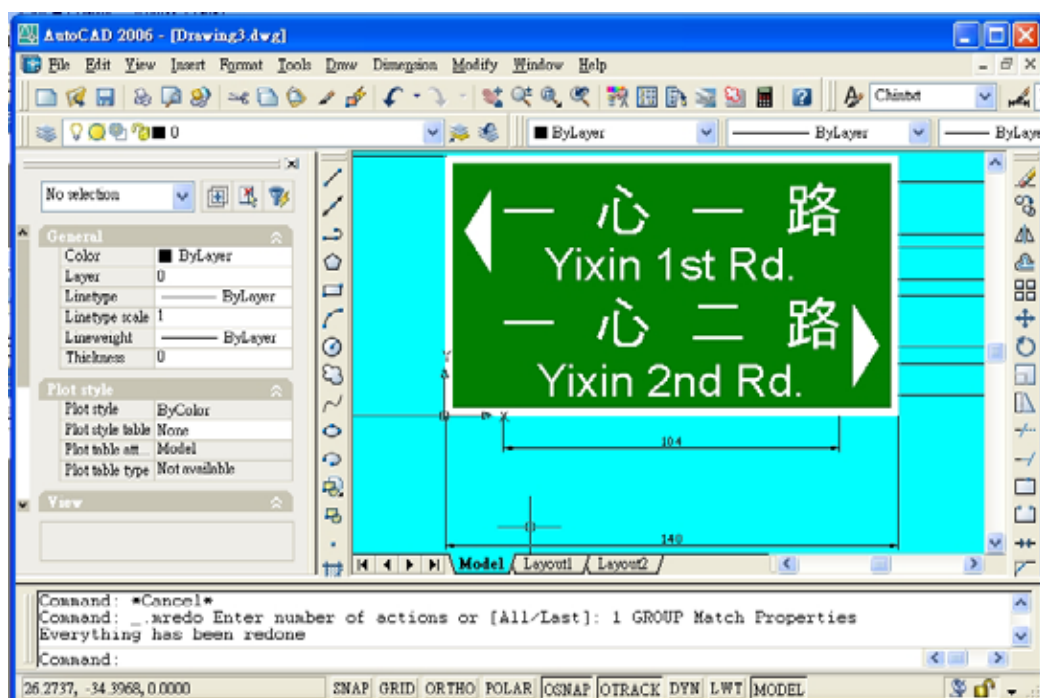 AutoCAD 2006 - [Drawing3.dwg]
File Edit View Insert Format Tools Draw Dimension Modify Window Help
Chintxt
0 ByLayer ByLayer ByLaye
No selection
General
Color ByLayer
Layer 0
Linetype ByLayer
Linetype scale 1
Lineweight ByLayer
Thickness 0
Plot style
Plot style ByColor
Plot style table None
Plot table att... Model
Plot table type Not available
View
一心一路
Yixin 1st Rd.
一心二路
Yixin 2nd Rd.
Y
X
104
140
Model Layout1 Layout2
Command: *Cancel*
Command: _.mredo Enter number of actions or [All/Last]: 1 GROUP Match Properties
Everything has been redone
Command:
26.2737, -34.3968, 0.0000 SNAP GRID ORTHO POLAR OSNAP OTRACK DYN LWT MODEL